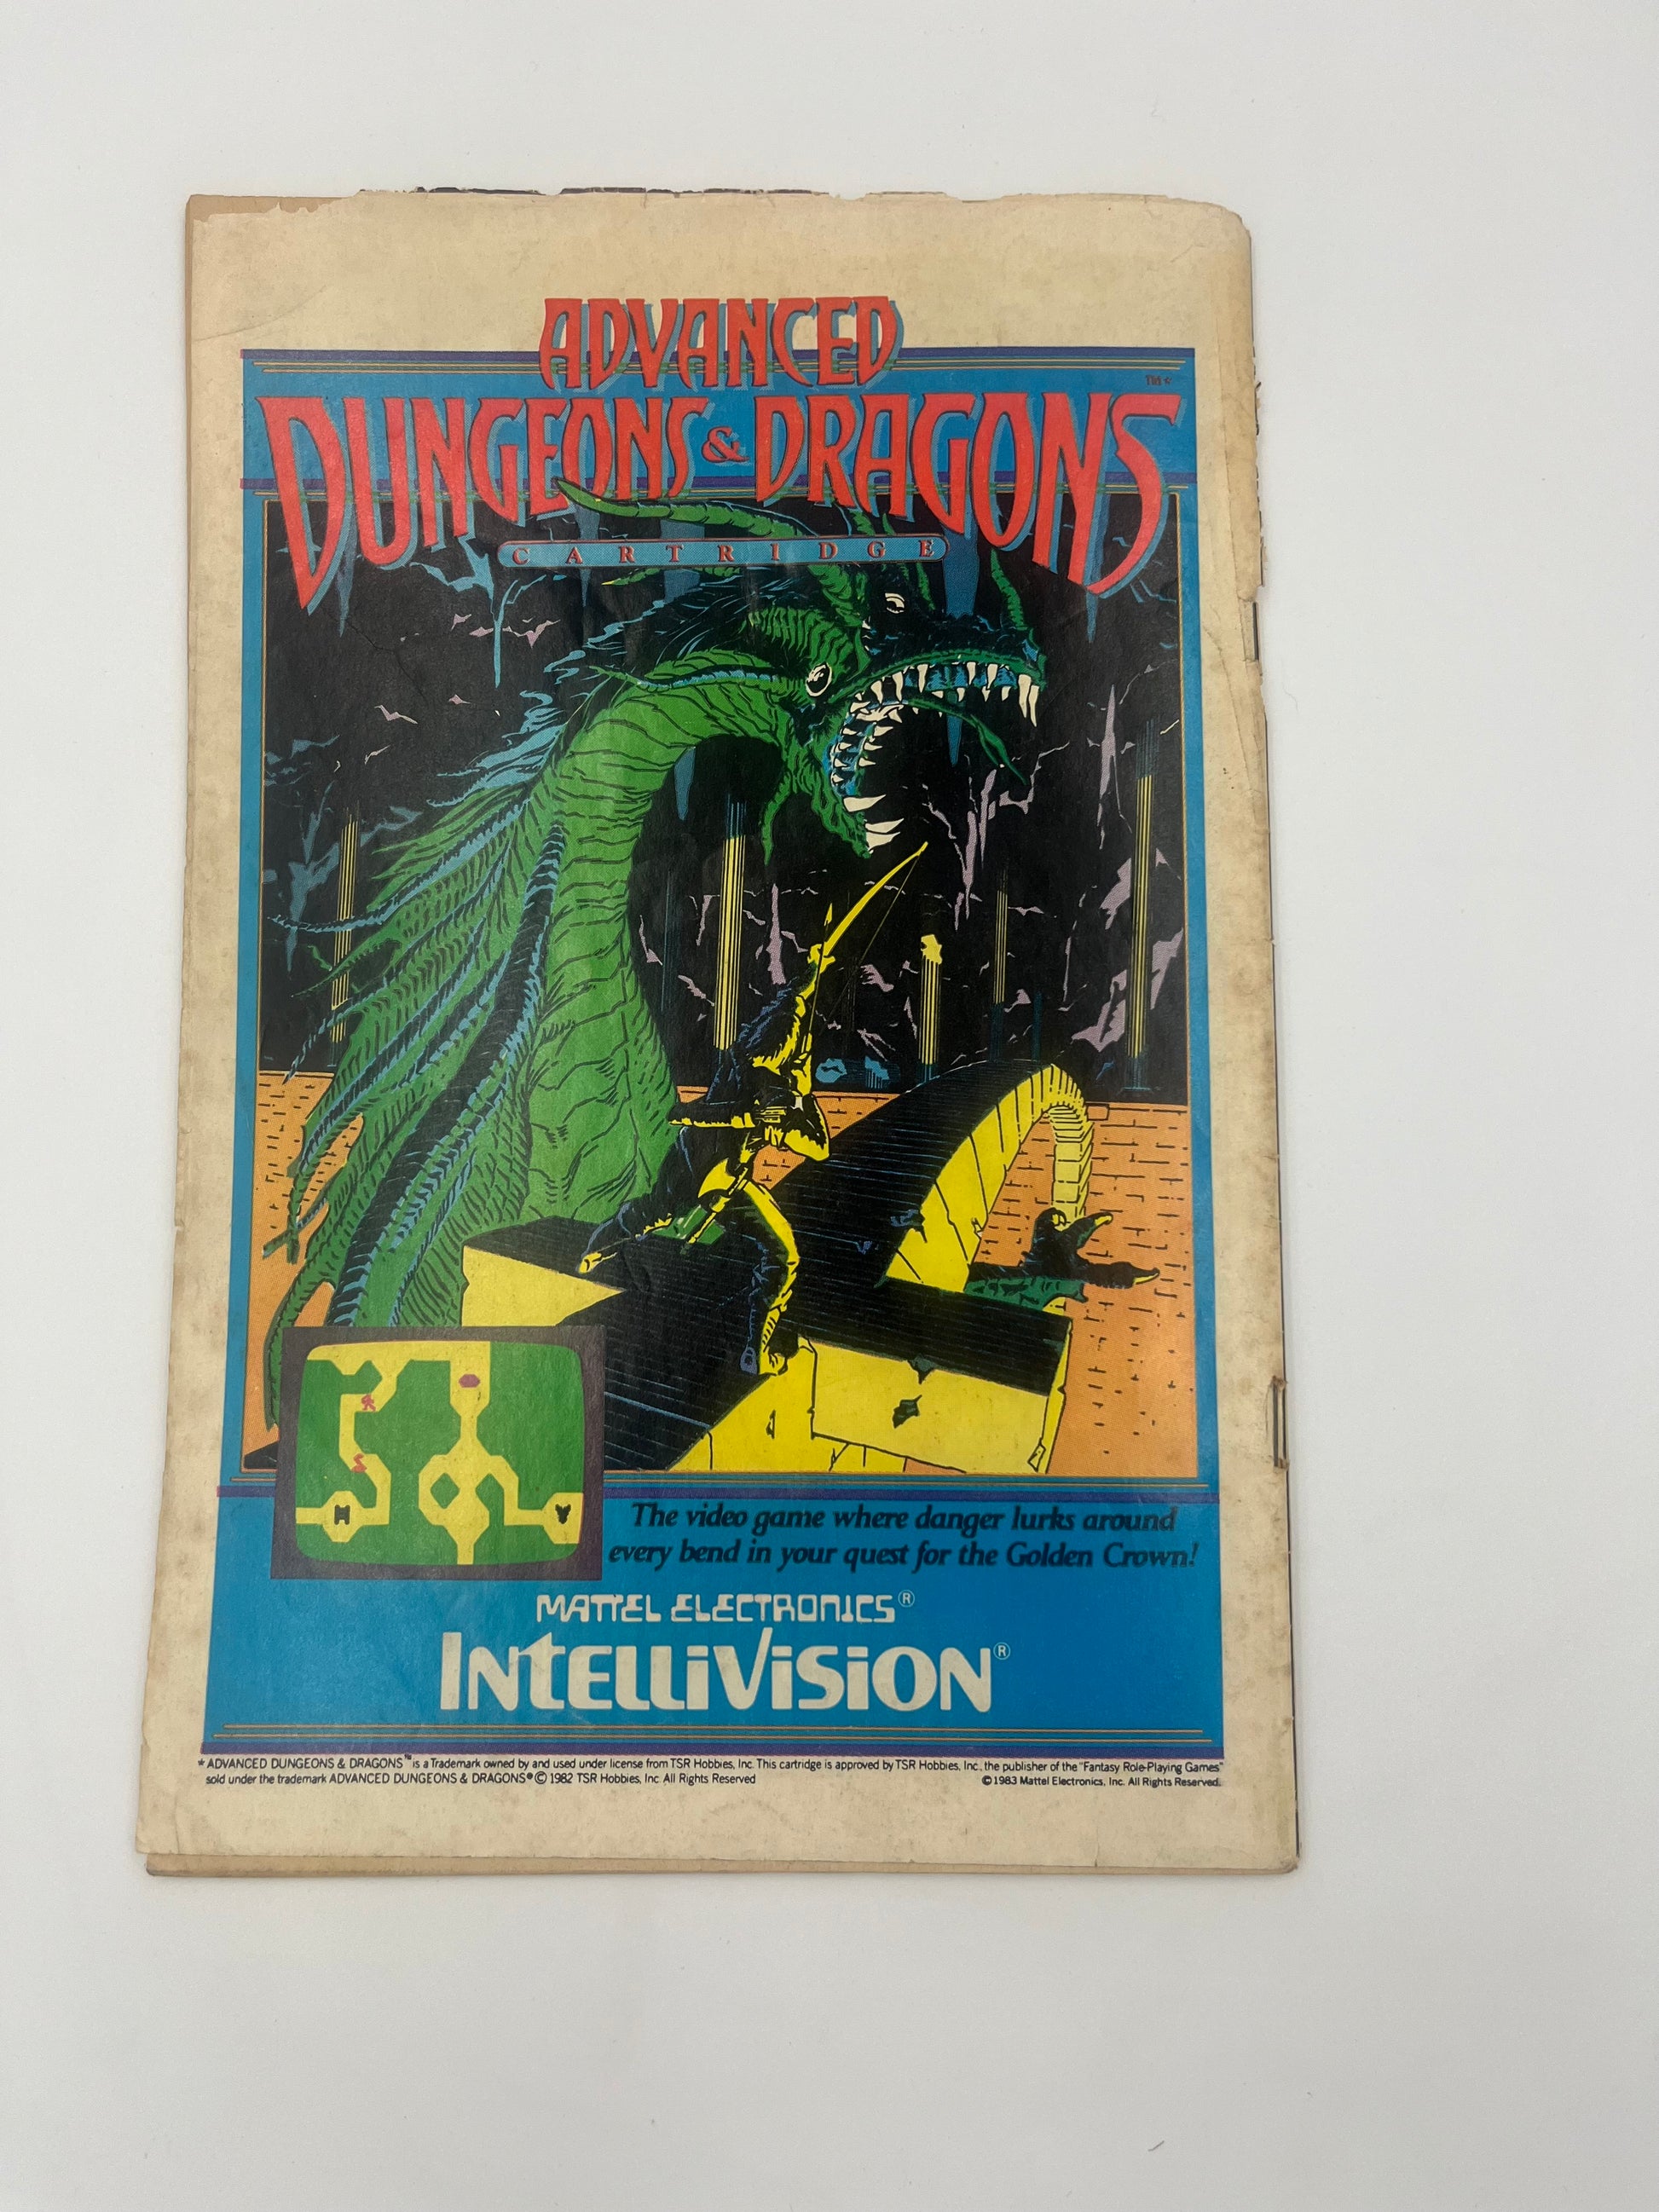 ADVANCED
DUNGEONS & DRAGONS
TM*
CARTRIDGE
The video game where danger lurks around
every bend in your quest for the Golden Crown!
MATTEL ELECTRONICS®
INTELLIVISION®
* ADVANCED DUNGEONS & DRAGONS™ is a Trademark owned by and used under license from TSR Hobbies, Inc. This cartridge is approved by TSR Hobbies, Inc., the publisher of the "Fantasy Role-Playing Games"
sold under the trademark ADVANCED DUNGEONS & DRAGONS® © 1982 TSR Hobbies, Inc. All Rights Reserved
© 1983 Mattel Electronics, Inc. All Rights Reserved.